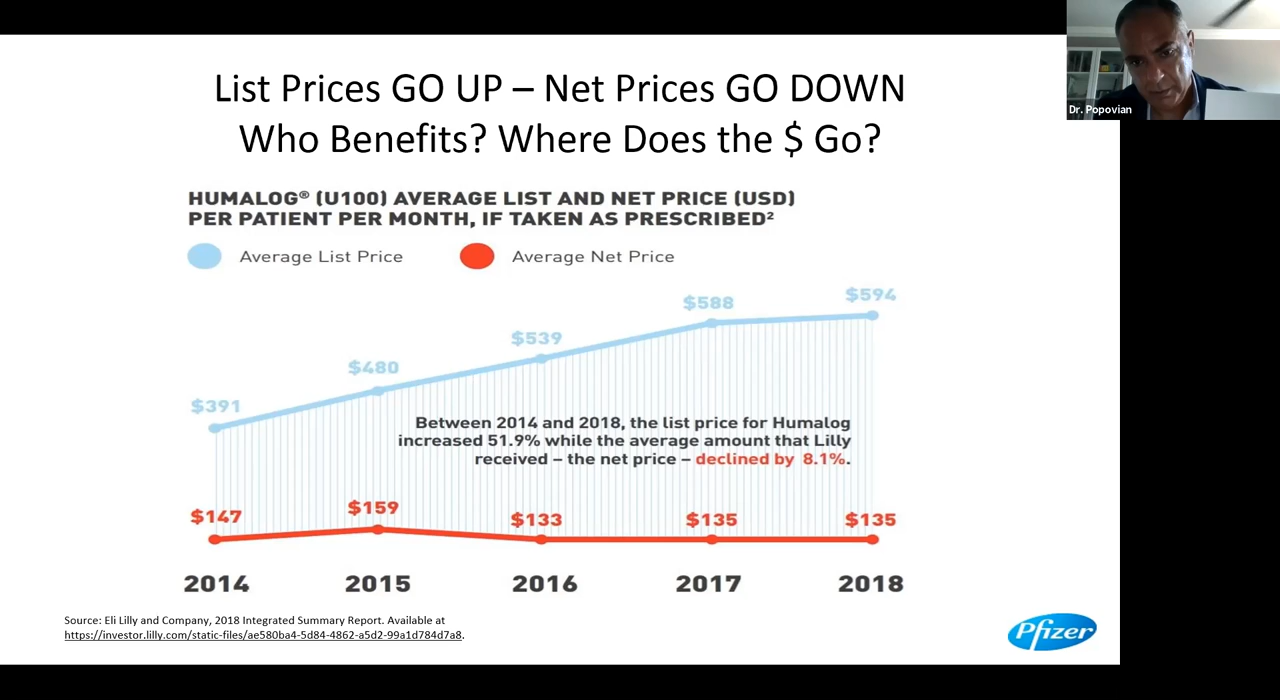 List Prices GO UP – Net Prices GO DOWN
Who Benefits? Where Does the $ Go?
Dr. Popovian
HUMALOG® (U100) AVERAGE LIST AND NET PRICE (USD)
PER PATIENT PER MONTH, IF TAKEN AS PRESCRIBED²
Average List Price
Average Net Price
$391
$480
$539
$588
$594
Between 2014 and 2018, the list price for Humalog
increased 51.9% while the average amount that Lilly
received – the net price – declined by 8.1%.
$147
$159
$133
$135
$135
2014
2015
2016
2017
2018
Source: Eli Lilly and Company, 2018 Integrated Summary Report. Available at
https://investor.lilly.com/static-files/ae580ba4-5d84-4862-a5d2-99a1d784d7a8.
Pfizer